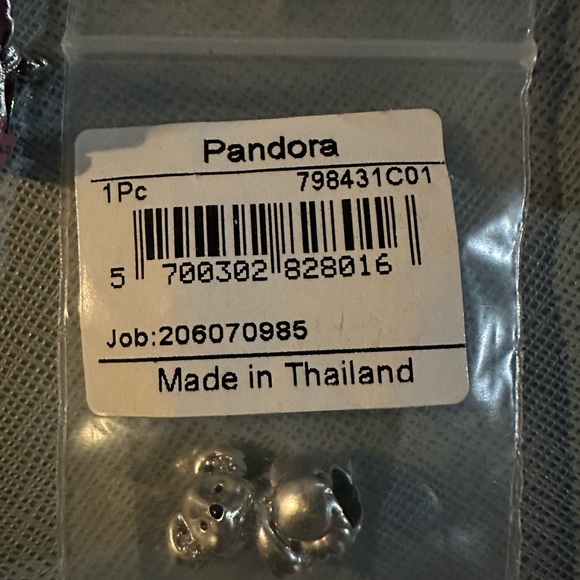 Pandora
1Pc 798431C01
5 700302 828016
Job:206070985
Made in Thailand